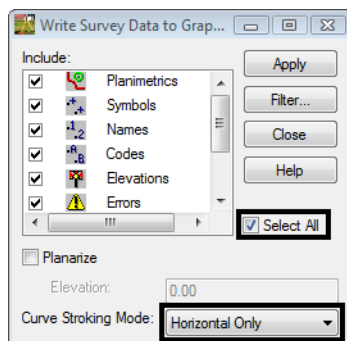 Write Survey Data to Grap...
Include:
Planimetrics
Symbols
Names
Codes
Elevations
Errors
Apply
Filter...
Close
Help
Select All
Planarize
Elevation: 0.00
Curve Stroking Mode: Horizontal Only